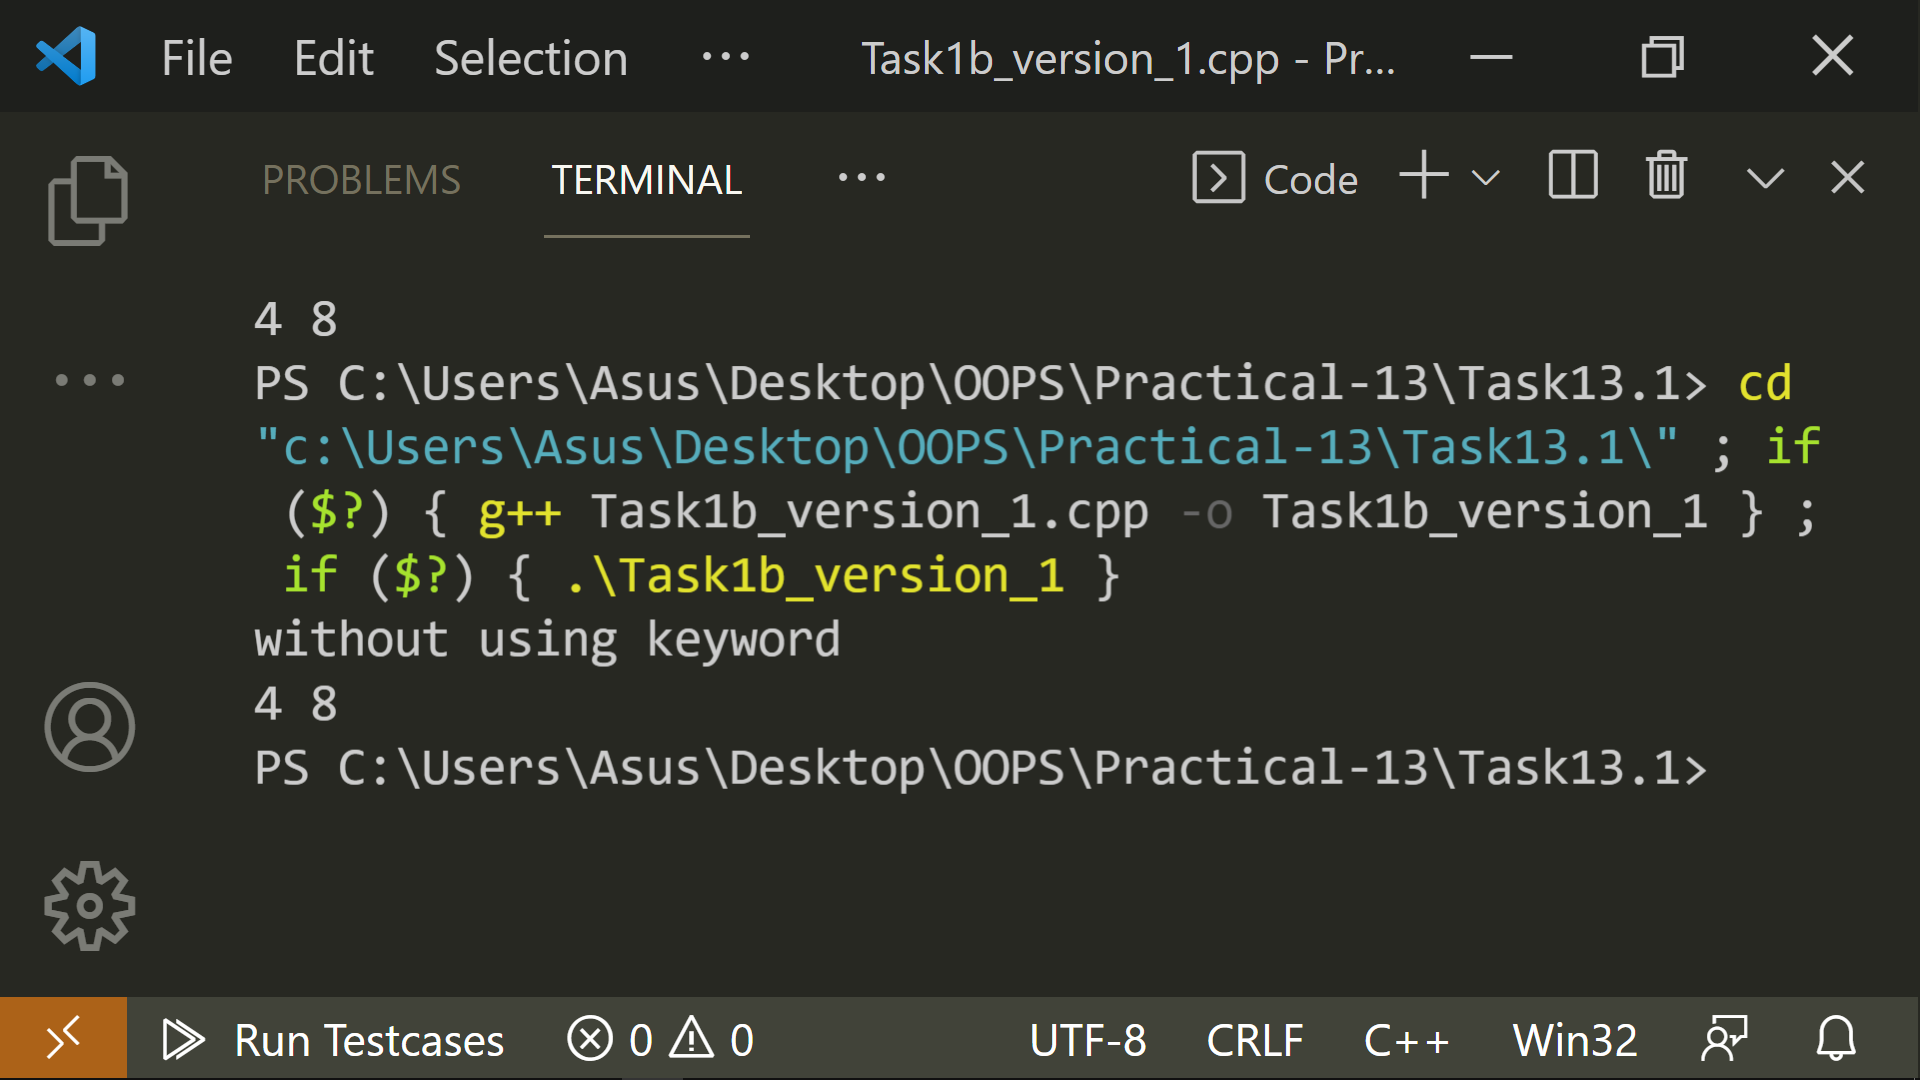 File Edit Selection ··· Task1b_version_1.cpp - Pr...
PROBLEMS TERMINAL ··· Code
4 8
PS C:\Users\Asus\Desktop\OOPS\Practical-13\Task13.1> cd
"c:\Users\Asus\Desktop\OOPS\Practical-13\Task13.1\" ; if
($?) { g++ Task1b_version_1.cpp -o Task1b_version_1 } ;
if ($?) { .\Task1b_version_1 }
without using keyword
4 8
PS C:\Users\Asus\Desktop\OOPS\Practical-13\Task13.1>
Run Testcases 0 0 UTF-8 CRLF C++ Win32